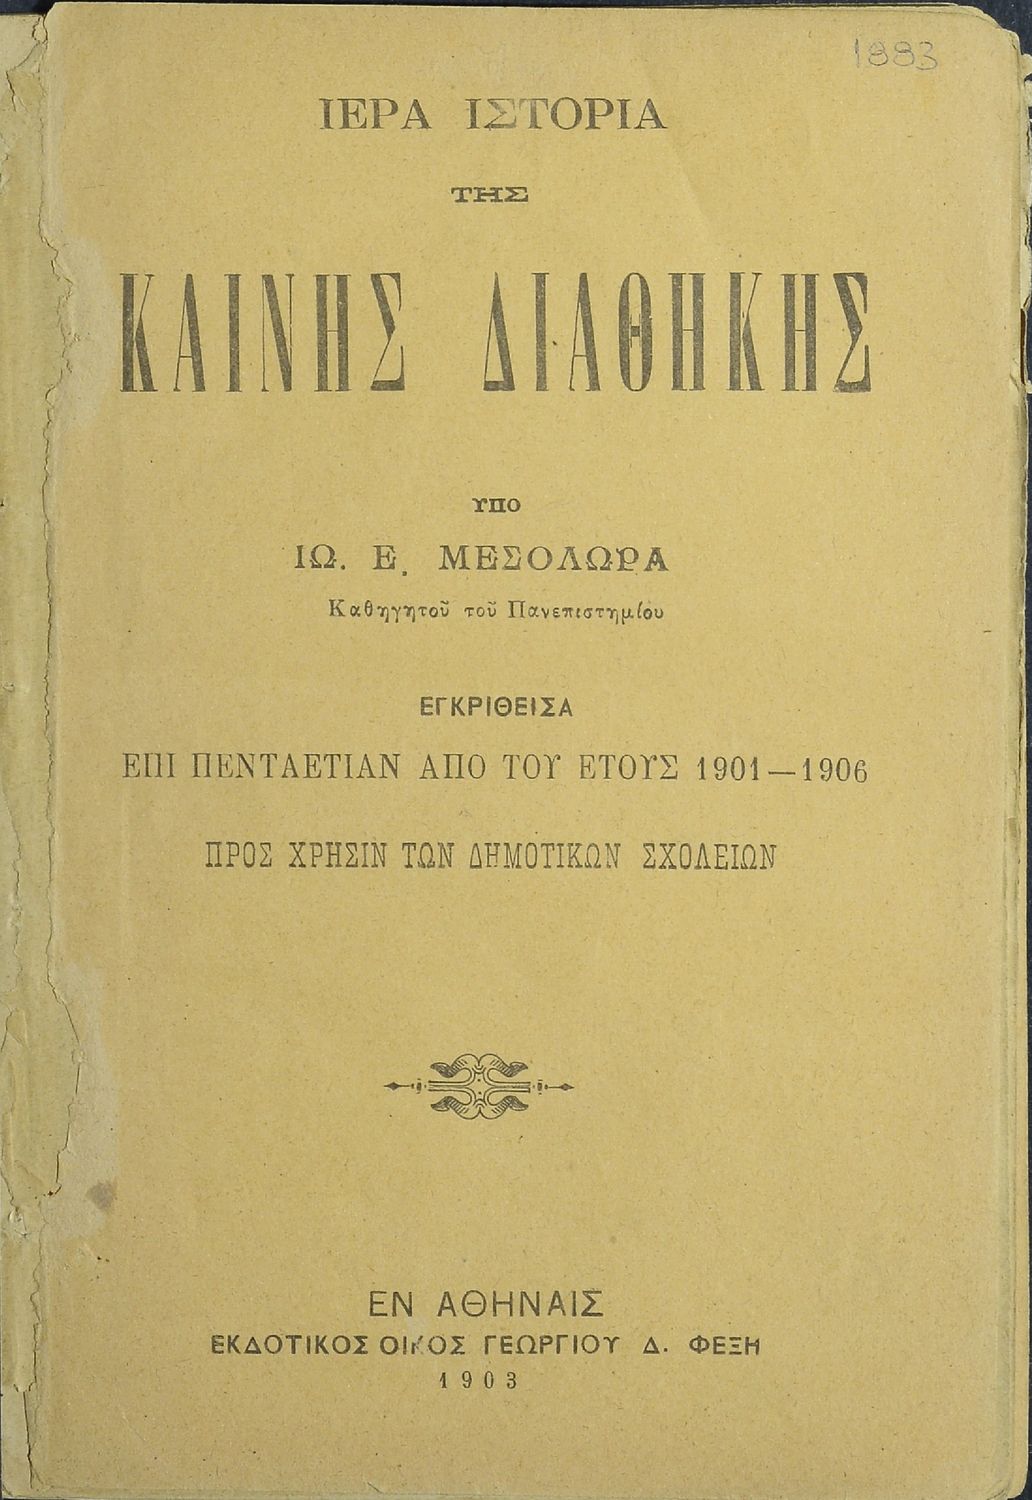 1883
ΙΕΡΑ ΙΣΤΟΡΙΑ
ΤΗΣ
ΚΑΙΝΗΣ ΔΙΑΘΗΚΗΣ
ΥΠΟ
ΙΩ. Ε. ΜΕΣΟΛΩΡΑ
Καθηγητοῦ τοῦ Πανεπιστημίου
ΕΓΚΡΙΘΕΙΣΑ
ΕΠΙ ΠΕΝΤΑΕΤΙΑΝ ΑΠΟ ΤΟΥ ΕΤΟΥΣ 1901—1906
ΠΡΟΣ ΧΡΗΣΙΝ ΤΩΝ ΔΗΜΟΤΙΚΩΝ ΣΧΟΛΕΙΩΝ
ΕΝ ΑΘΗΝΑΙΣ
ΕΚΔΟΤΙΚΟΣ ΟΙΚΟΣ ΓΕΩΡΓΙΟΥ Δ. ΦΕΞΗ
1903